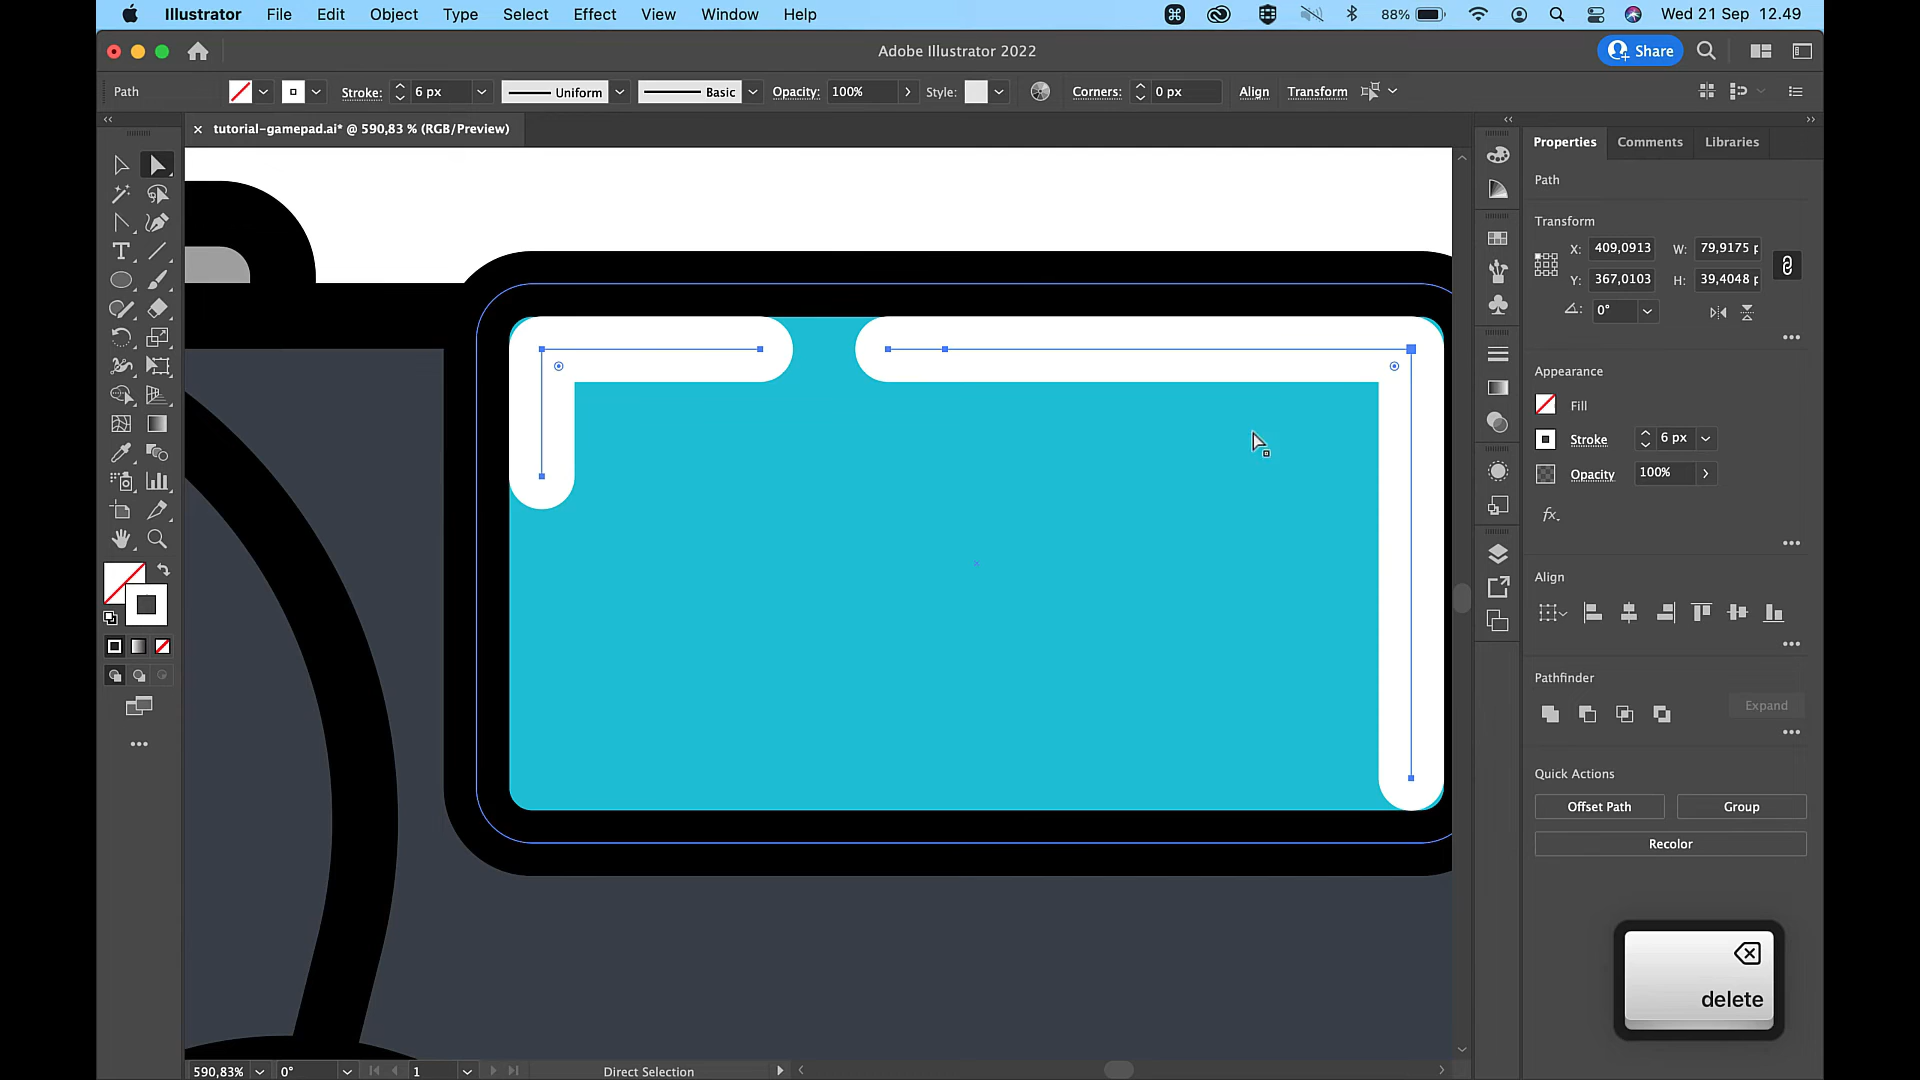 Illustrator File Edit Object Type Select Effect View Window Help 88% Wed 21 Sep 12.49
Adobe Illustrator 2022 Share
Path Stroke: 6 px Uniform Basic Opacity: 100% Style: Corners: 0 px Align Transform
tutorial-gamepad.ai* @ 590,83 % (RGB/Preview)
Properties Comments Libraries
Path
Transform
X: 409,0913 W: 79,9175 p
Y: 367,0103 H: 39,4048 p
0°
Appearance
Fill
Stroke 6 px
Opacity 100%
fx.
Align
Pathfinder
Expand
Quick Actions
Offset Path Group
Recolor
delete
590,83% 0° 1 Direct Selection